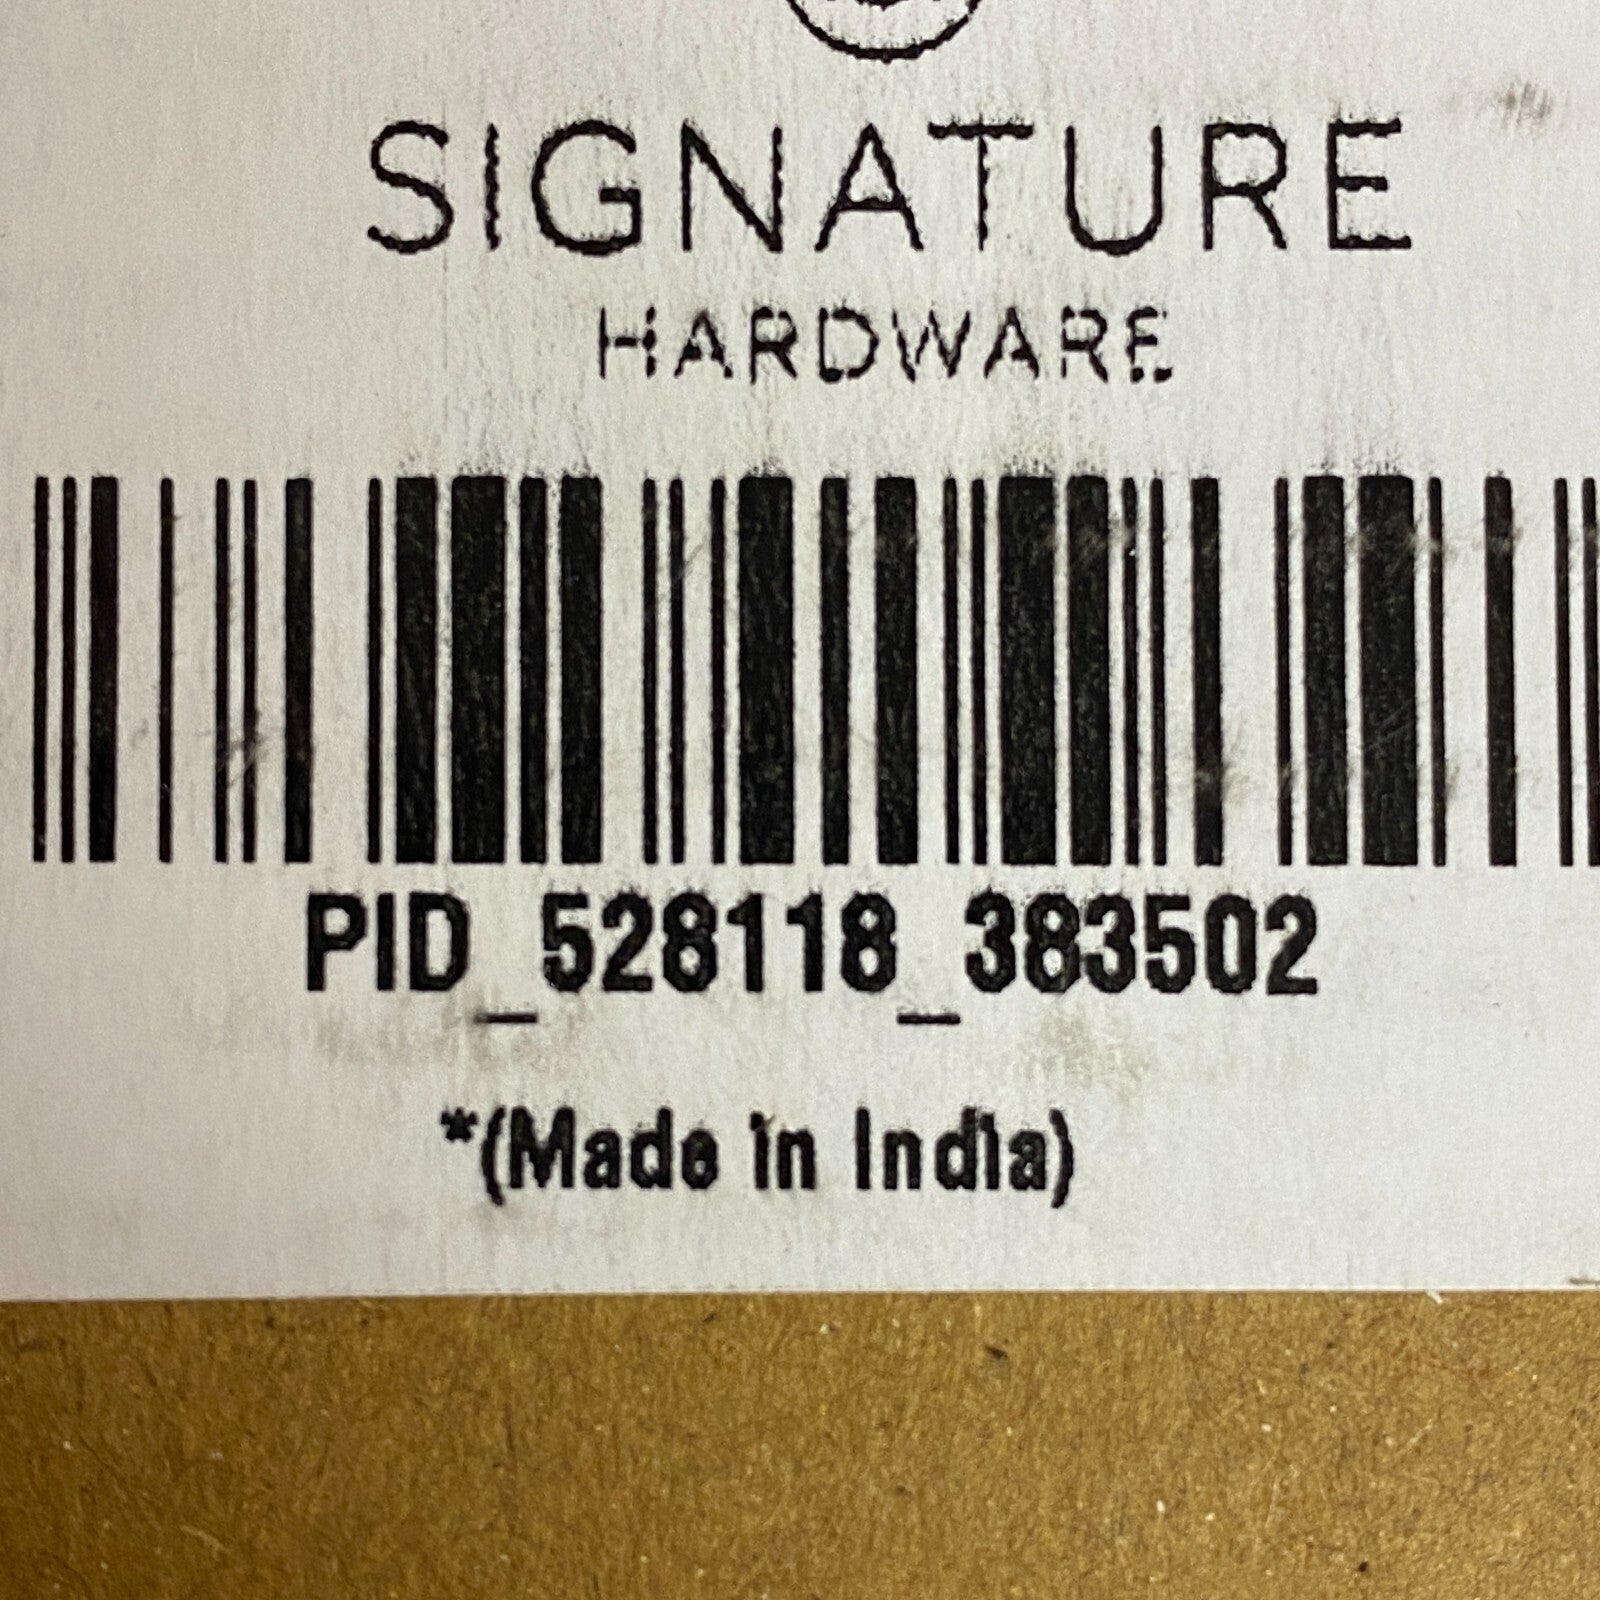 SIGNATURE
HARDWARE
PID_528118_383502
*(Made in India)